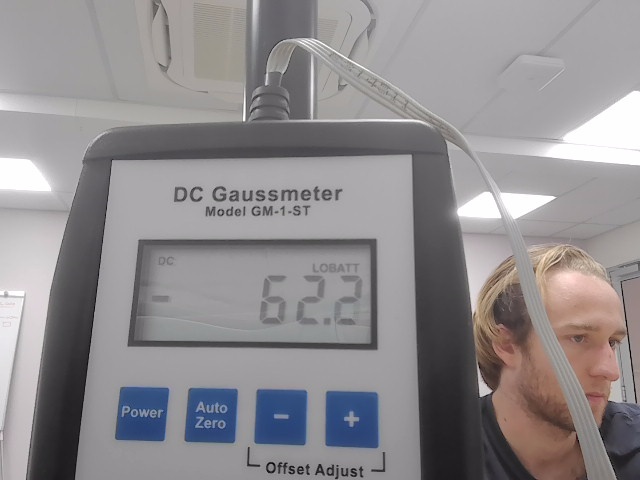 DC Gaussmeter
Model GM-1-ST
DC
LOBATT
- 62.2
Power
Auto
Zero
-
+
Offset Adjust